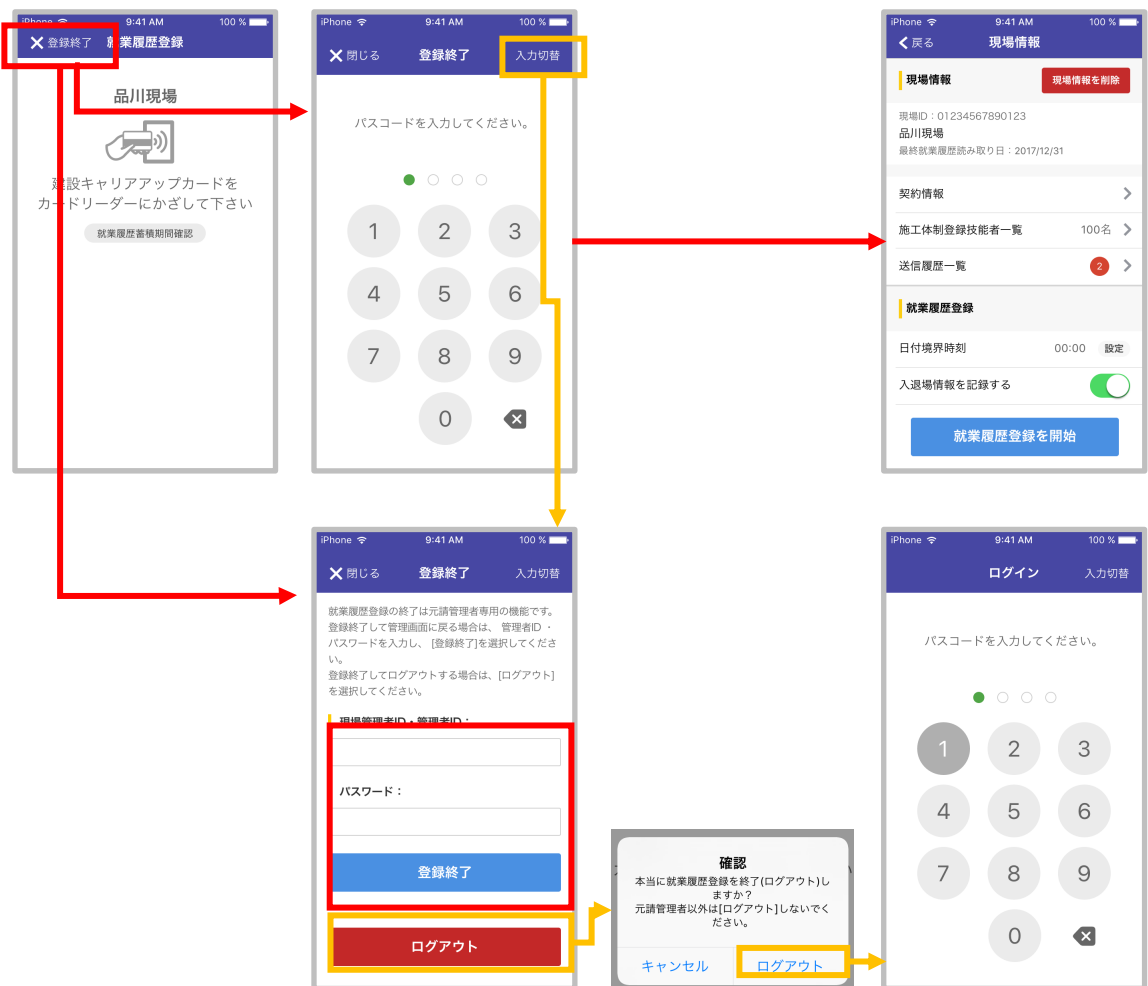 iPhone 9:41 AM 100 %
登録終了 就業履歴登録
品川現場
建設キャリアアップカードを
カードリーダーにかざして下さい
就業履歴蓄積期間確認
iPhone 9:41 AM 100 %
閉じる 登録終了 入力切替
パスコードを入力してください。
1 2 3
4 5 6
7 8 9
0
iPhone 9:41 AM 100 %
戻る 現場情報
現場情報 現場情報を削除
現場ID：01234567890123
品川現場
最終就業履歴読み取り日：2017/12/31
契約情報
施工体制登録技能者一覧 100名
送信履歴一覧 2
就業履歴登録
日付境界時刻 00:00 設定
入退場情報を記録する
就業履歴登録を開始
iPhone 9:41 AM 100 %
閉じる 登録終了 入力切替
就業履歴登録の終了は元請管理者専用の機能です。
登録終了して管理画面に戻る場合は、 管理者ID ・
パスワードを入力し、 [登録終了]を選択してくださ
い。
登録終了してログアウトする場合は、[ログアウト]
を選択してください。
現場管理者ID・管理者ID：
パスワード：
登録終了
ログアウト
確認
本当に就業履歴登録を終了(ログアウト)し
ますか？
元請管理者以外は[ログアウト]しないでく
ださい。
キャンセル ログアウト
iPhone 9:41 AM 100 %
ログイン 入力切替
パスコードを入力してください。
1 2 3
4 5 6
7 8 9
0